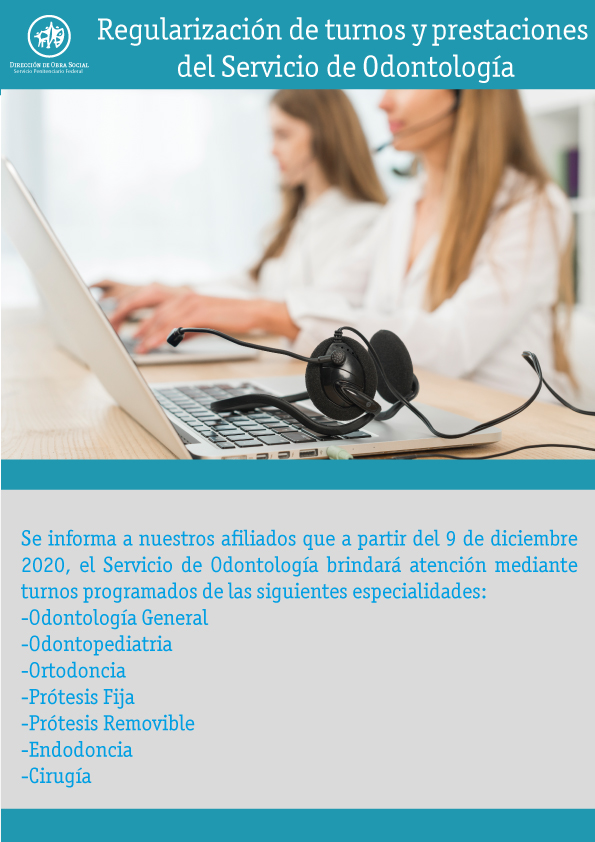 Regularización de turnos y prestaciones
del Servicio de Odontología
DIRECCIÓN DE OBRA SOCIAL
Servicio Penitenciario Federal
Se informa a nuestros afiliados que a partir del 9 de diciembre
2020, el Servicio de Odontología brindará atención mediante
turnos programados de las siguientes especialidades:
-Odontología General
-Odontopediatria
-Ortodoncia
-Prótesis Fija
-Prótesis Removible
-Endodoncia
-Cirugía